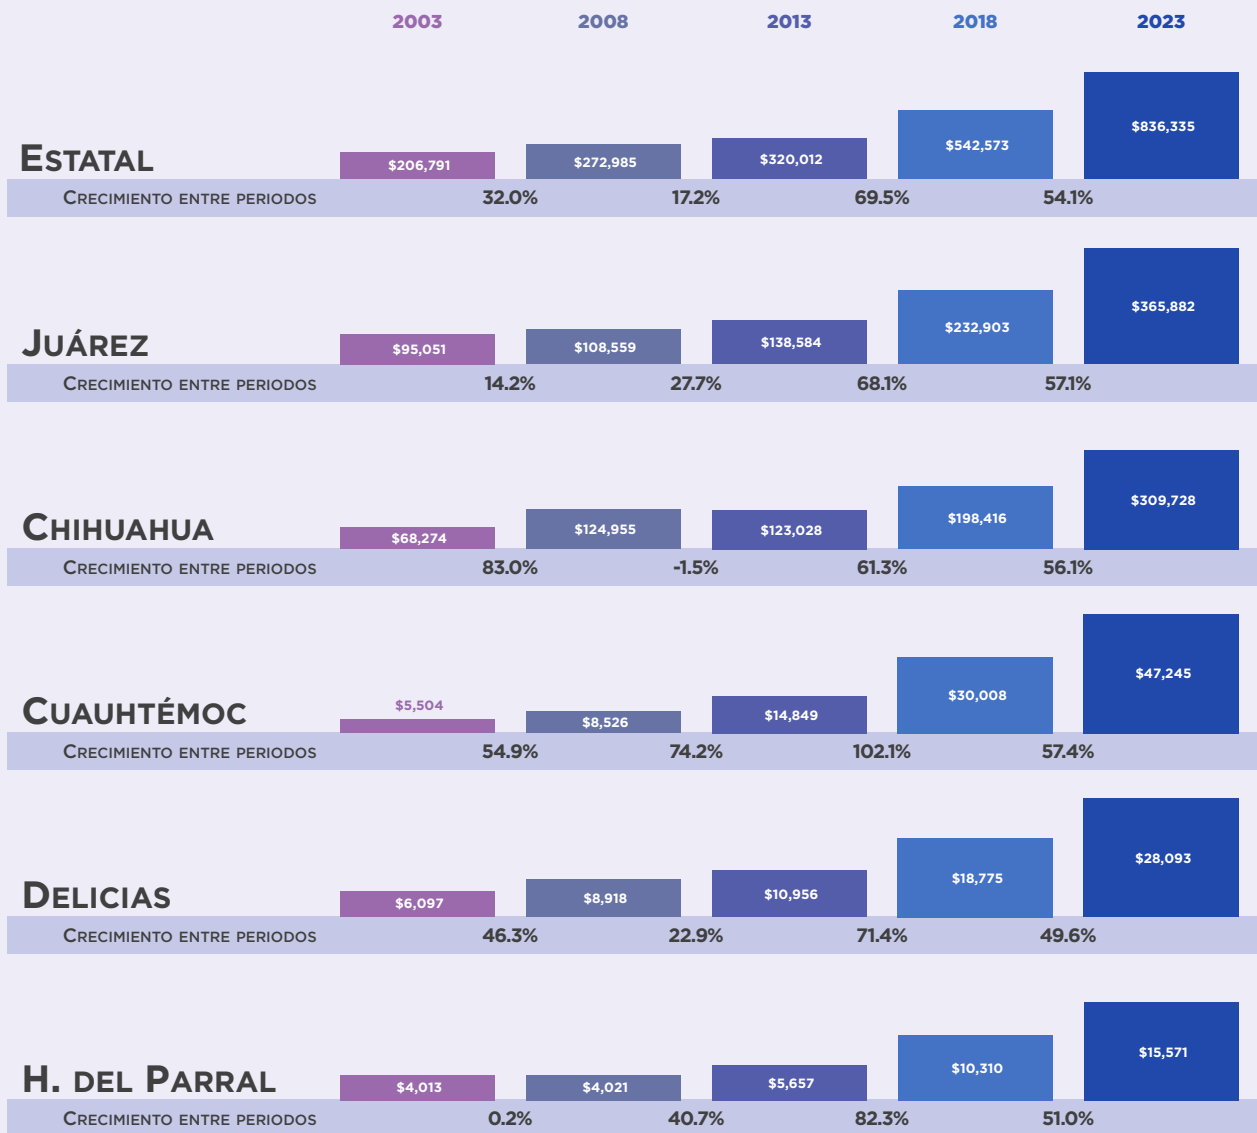 2003 2008 2013 2018 2023
Estatal $206,791 $272,985 $320,012 $542,573 $836,335
Crecimiento entre periodos 32.0% 17.2% 69.5% 54.1%
Juárez $95,051 $108,559 $138,584 $232,903 $365,882
Crecimiento entre periodos 14.2% 27.7% 68.1% 57.1%
Chihuahua $68,274 $124,955 $123,028 $198,416 $309,728
Crecimiento entre periodos 83.0% -1.5% 61.3% 56.1%
Cuauhtémoc $5,504 $8,526 $14,849 $30,008 $47,245
Crecimiento entre periodos 54.9% 74.2% 102.1% 57.4%
Delicias $6,097 $8,918 $10,956 $18,775 $28,093
Crecimiento entre periodos 46.3% 22.9% 71.4% 49.6%
H. del Parral $4,013 $4,021 $5,657 $10,310 $15,571
Crecimiento entre periodos 0.2% 40.7% 82.3% 51.0%